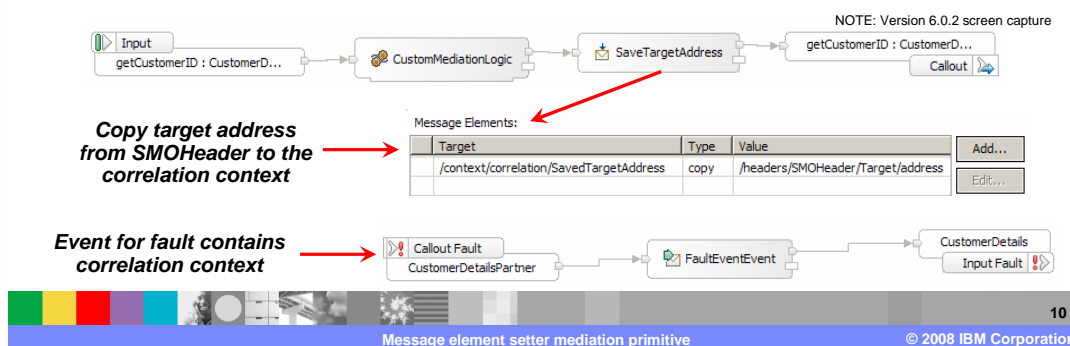 NOTE: Version 6.0.2 screen capture
Input
getCustomerID : CustomerD...
CustomMediationLogic
SaveTargetAddress
getCustomerID : CustomerD...
Callout
Copy target address
from SMOHeader to the
correlation context
Message Elements:
Target Type Value
/context/correlation/SavedTargetAddress copy /headers/SMOHeader/Target/address
Add...
Edit...
Event for fault contains
correlation context
Callout Fault
CustomerDetailsPartner
FaultEventEvent
CustomerDetails
Input Fault
10
Message element setter mediation primitive
© 2008 IBM Corporation